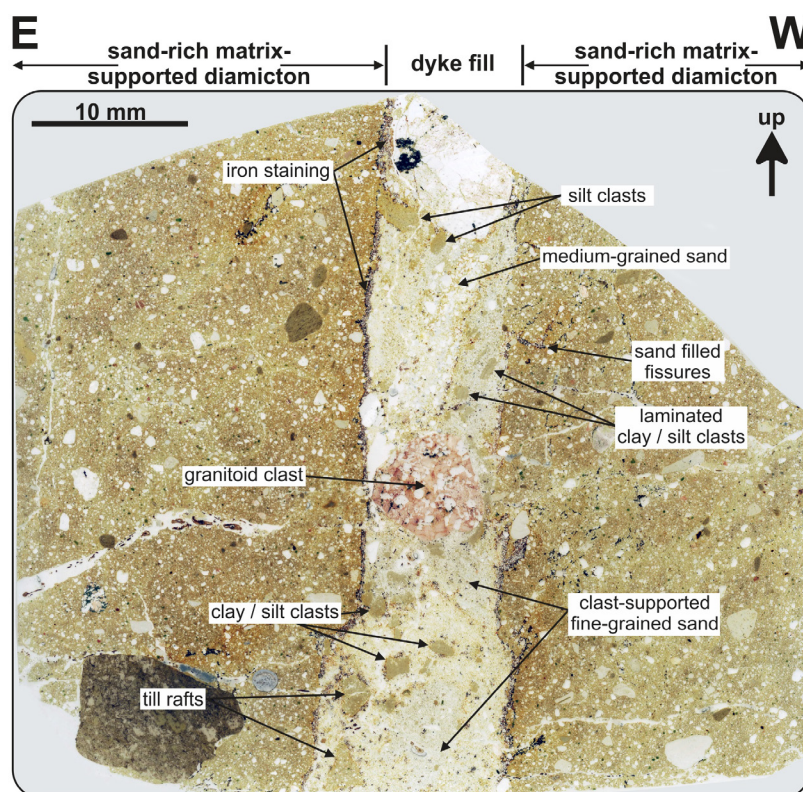 E
W
sand-rich matrix-
supported diamicton
dyke fill
sand-rich matrix-
supported diamicton
10 mm
up
iron staining
silt clasts
medium-grained sand
sand filled
fissures
laminated
clay / silt clasts
granitoid clast
clay / silt clasts
clast-supported
fine-grained sand
till rafts